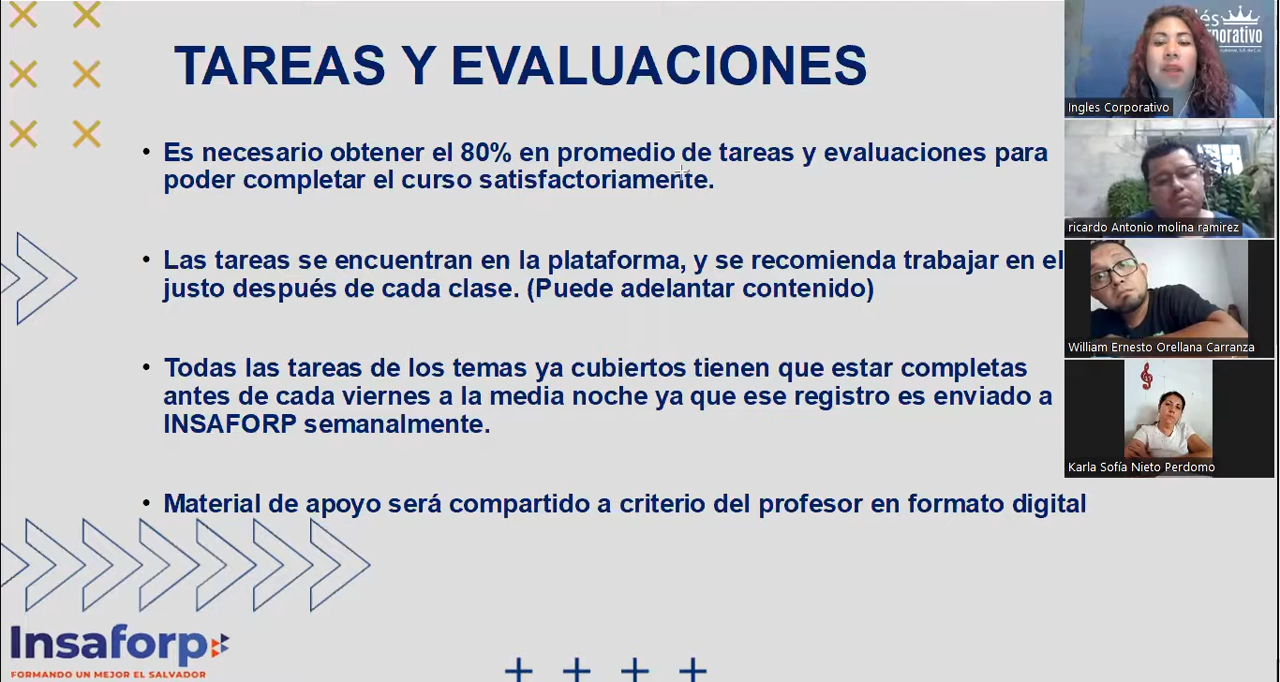 TAREAS Y EVALUACIONES
• Es necesario obtener el 80% en promedio de tareas y evaluaciones para
poder completar el curso satisfactoriamente.
• Las tareas se encuentran en la plataforma, y se recomienda trabajar en el
justo después de cada clase. (Puede adelantar contenido)
• Todas las tareas de los temas ya cubiertos tienen que estar completas
antes de cada viernes a la media noche ya que ese registro es enviado a
INSAFORP semanalmente.
• Material de apoyo será compartido a criterio del profesor en formato digital
Insaforp
FORMANDO UN MEJOR EL SALVADOR
Ingles Corporativo
ricardo Antonio molina ramirez
William Ernesto Orellana Carranza
Karla Sofía Nieto Perdomo